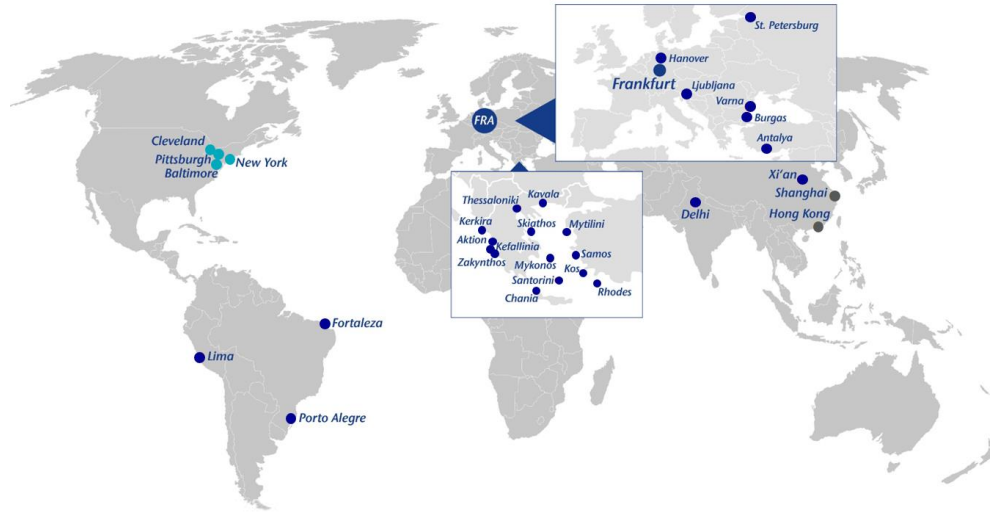 St. Petersburg
Hanover
Frankfurt
Ljubljana
Varna
Burgas
Antalya
FRA
Cleveland
Pittsburgh
New York
Baltimore
Xi'an
Shanghai
Delhi
Hong Kong
Kavala
Thessaloniki
Kerkira
Skiathos
Mytilini
Aktion
Kefallinia
Zakynthos
Mykonos
Samos
Kos
Santorini
Rhodes
Chania
Fortaleza
Lima
Porto Alegre